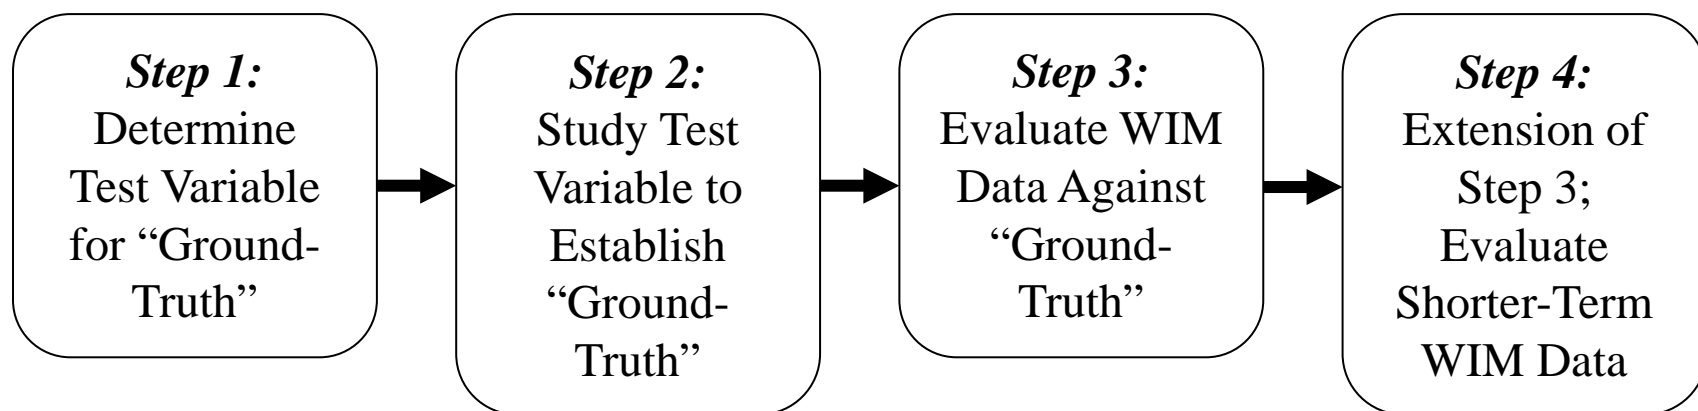 Step 1:
Determine
Test Variable
for “Ground-
Truth”
Step 2:
Study Test
Variable to
Establish
“Ground-
Truth”
Step 3:
Evaluate WIM
Data Against
“Ground-
Truth”
Step 4:
Extension of
Step 3;
Evaluate
Shorter-Term
WIM Data